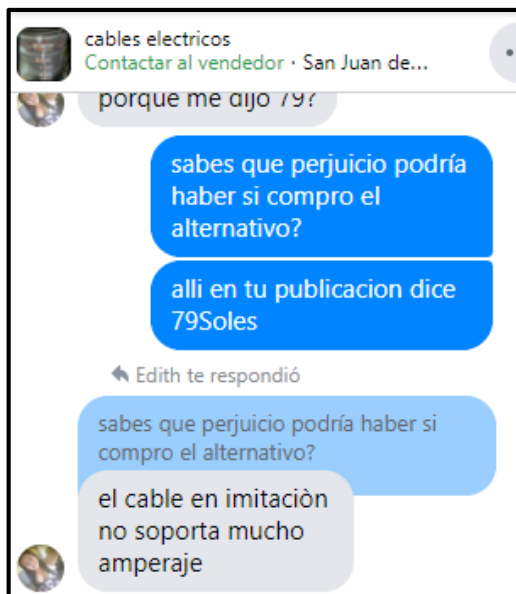 cables electricos
Contactar al vendedor · San Juan de...
porque me dijo 79?
sabes que perjuicio podría
haber si compro el
alternativo?
alli en tu publicacion dice
79Soles
Edith te respondió
sabes que perjuicio podría haber si
compro el alternativo?
el cable en imitaciòn
no soporta mucho
amperaje